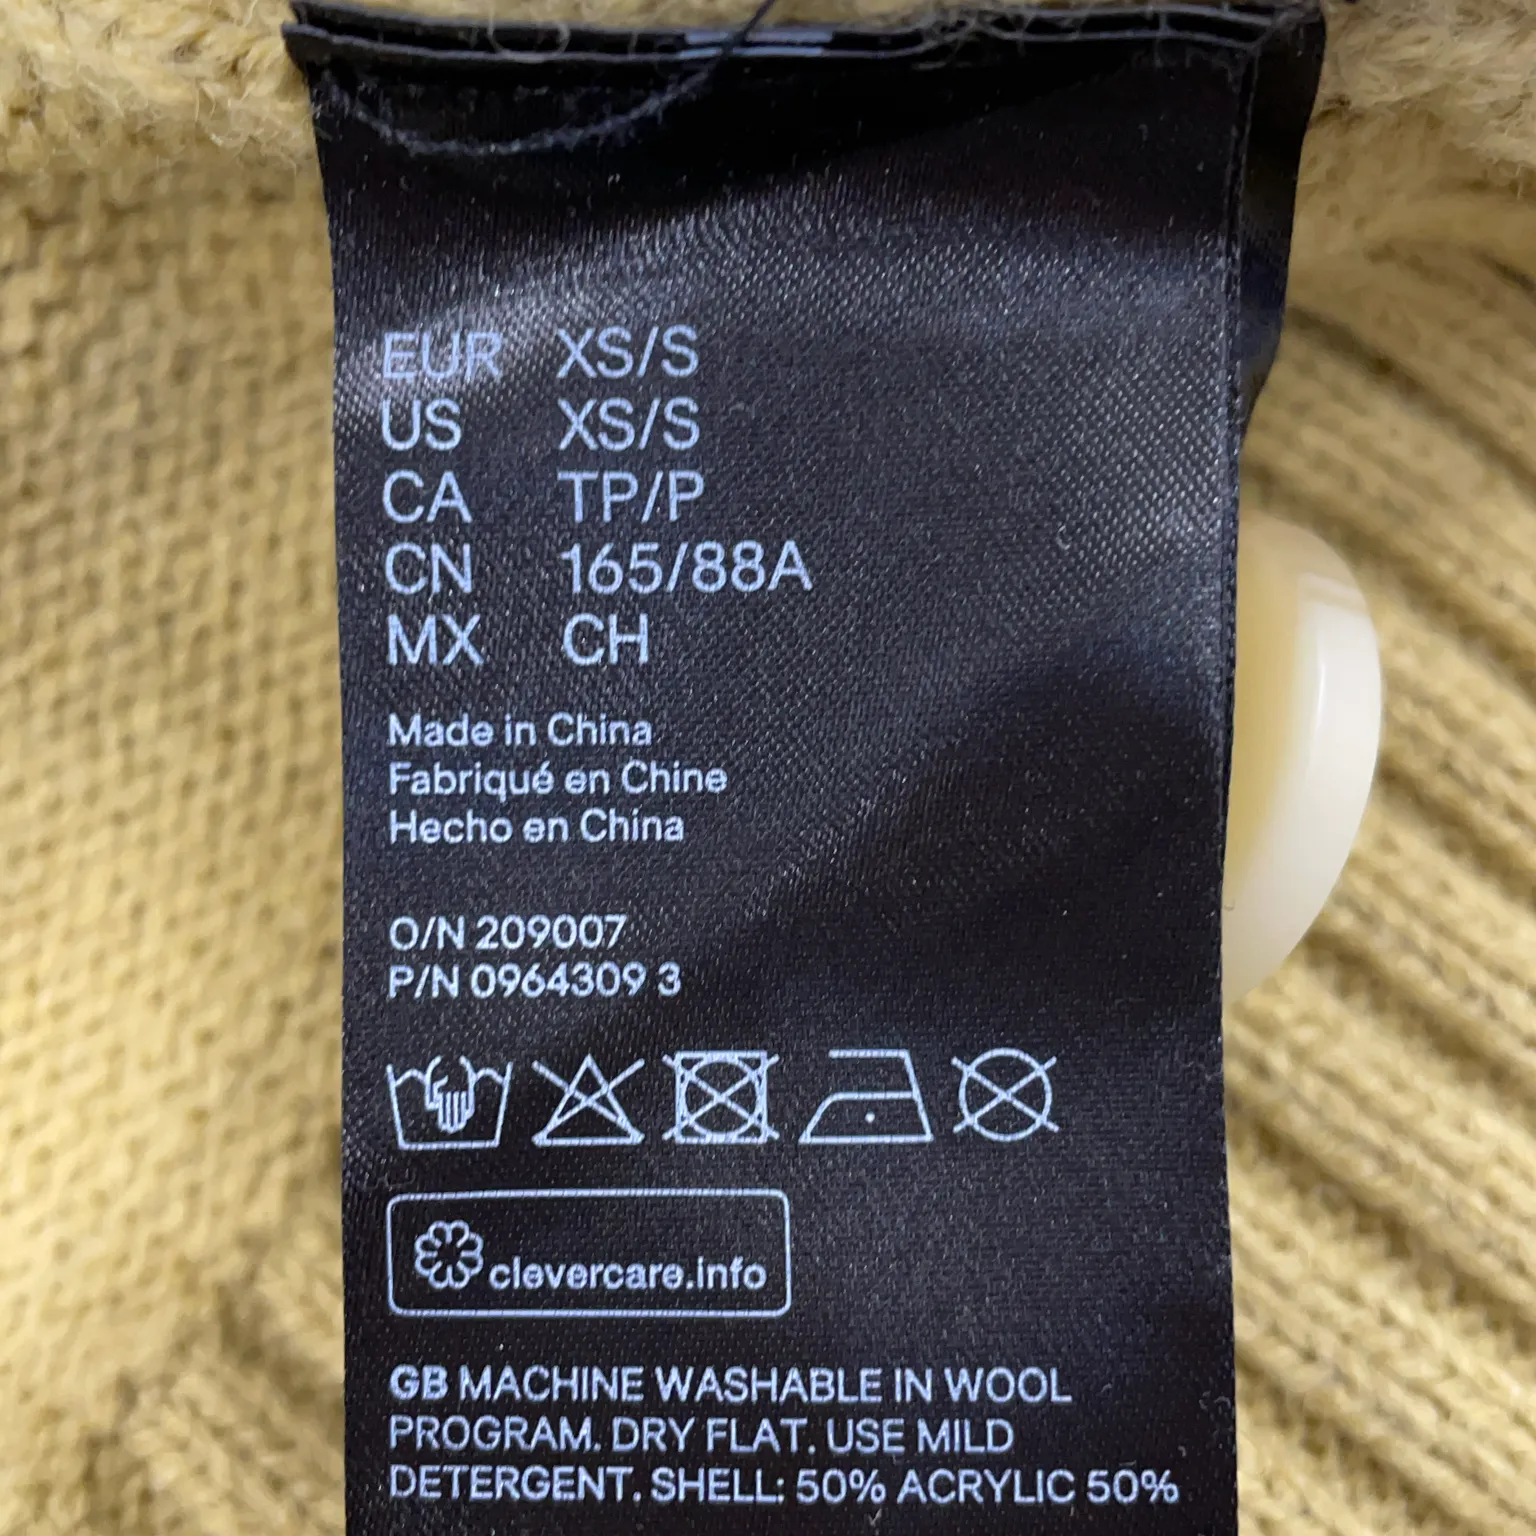 EUR XS/S
US XS/S
CA TP/P
CN 165/88A
MX CH
Made in China
Fabriqué en Chine
Hecho en China
O/N 209007
P/N 0964309 3
clevercare.info
GB MACHINE WASHABLE IN WOOL
PROGRAM. DRY FLAT. USE MILD
DETERGENT. SHELL: 50% ACRYLIC 50%